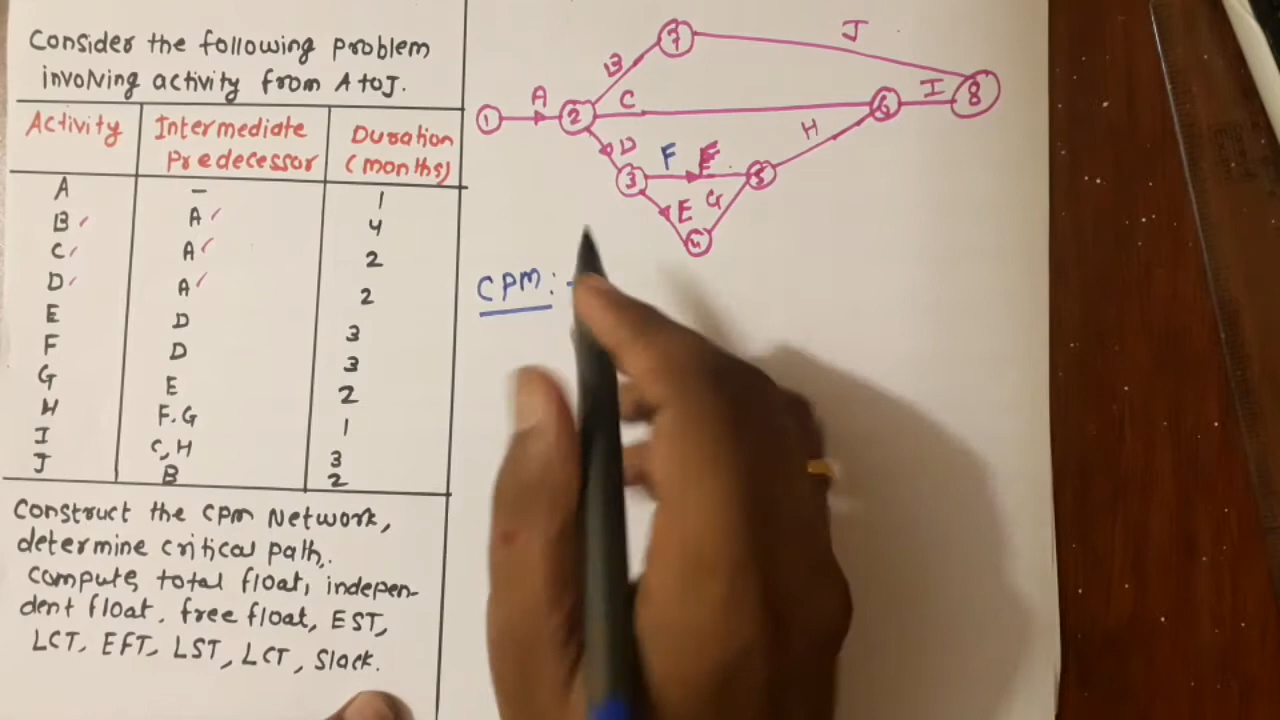 Consider the following problem
involving activity from A to J.
Activity Intermediate Predecessor Duration (months)
A - 1
B A 4
C A 2
D A 2
E D 3
F D 3
G E 2
H F, G 1
I C, H 3
J B 2
Construct the CPM Network,
determine critical path,
compute total float, indepen-
dent float, free float, EST,
LCT, EFT, LST, LCT, Slack.
7 J
B
A C I 8
1 2 6
D H
F
3 5
E G
4
CPM: -